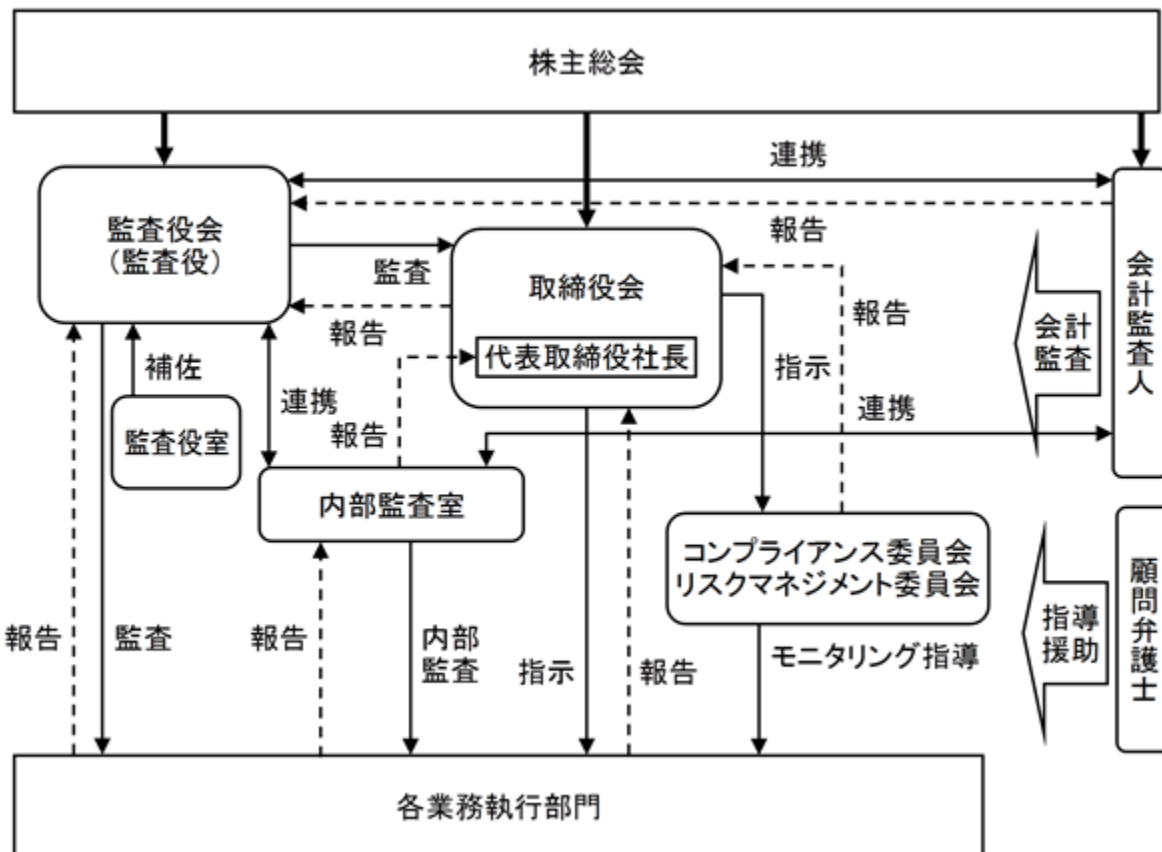 株主総会
連携
報告
監査役会
（監査役）
監査
報告
取締役会
代表取締役社長
報告
指示
会計
監査
会計監査人
補佐
監査役室
連携
報告
連携
内部監査室
コンプライアンス委員会
リスクマネジメント委員会
指導
援助
顧問弁護士
報告
監査
報告
内部
監査
指示
報告
モニタリング指導
各業務執行部門